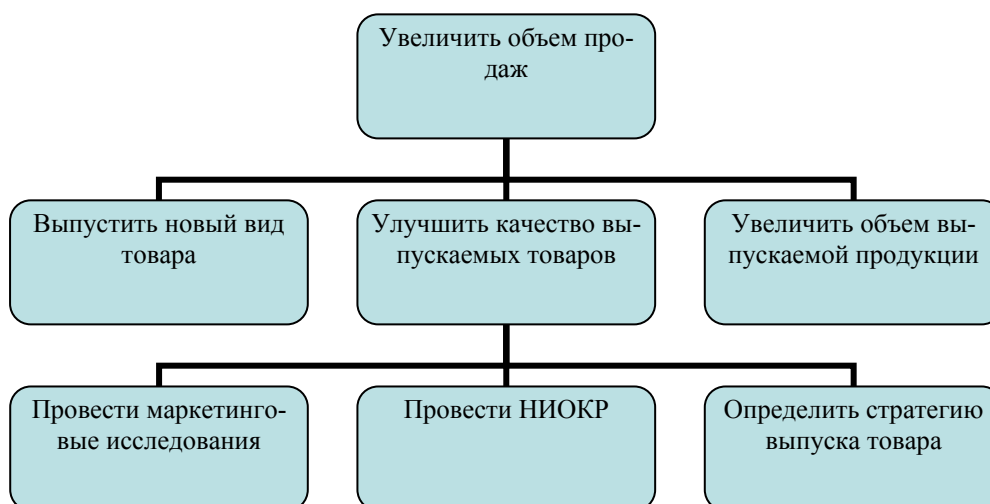 Увеличить объем про-
даж
Выпустить новый вид
товара
Улучшить качество вы-
пускаемых товаров
Увеличить объем вы-
пускаемой продукции
Провести маркетинго-
вые исследования
Провести НИОКР
Определить стратегию
выпуска товара